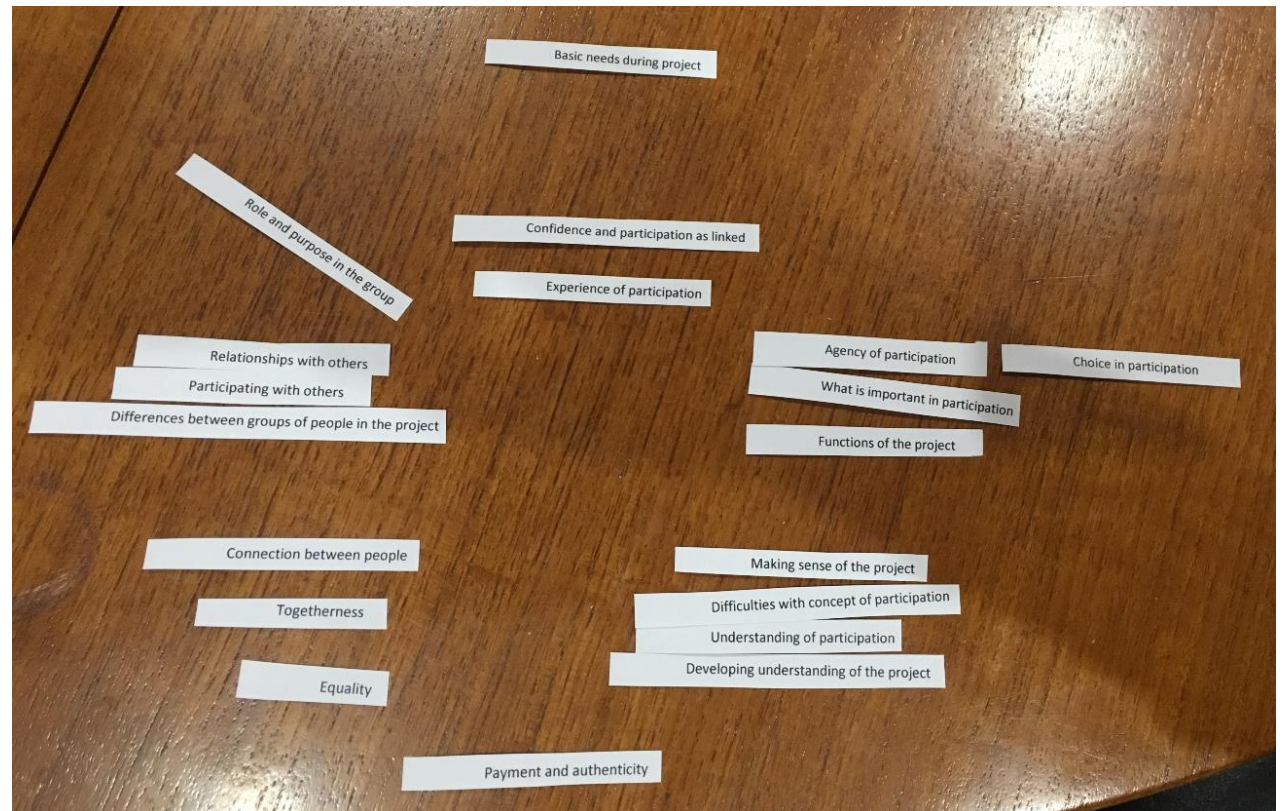 Basic needs during project
Role and purpose in the group
Confidence and participation as linked
Experience of participation
Relationships with others
Participating with others
Differences between groups of people in the project
Agency of participation
Choice in participation
What is important in participation
Functions of the project
Connection between people
Togetherness
Equality
Making sense of the project
Difficulties with concept of participation
Understanding of participation
Developing understanding of the project
Payment and authenticity